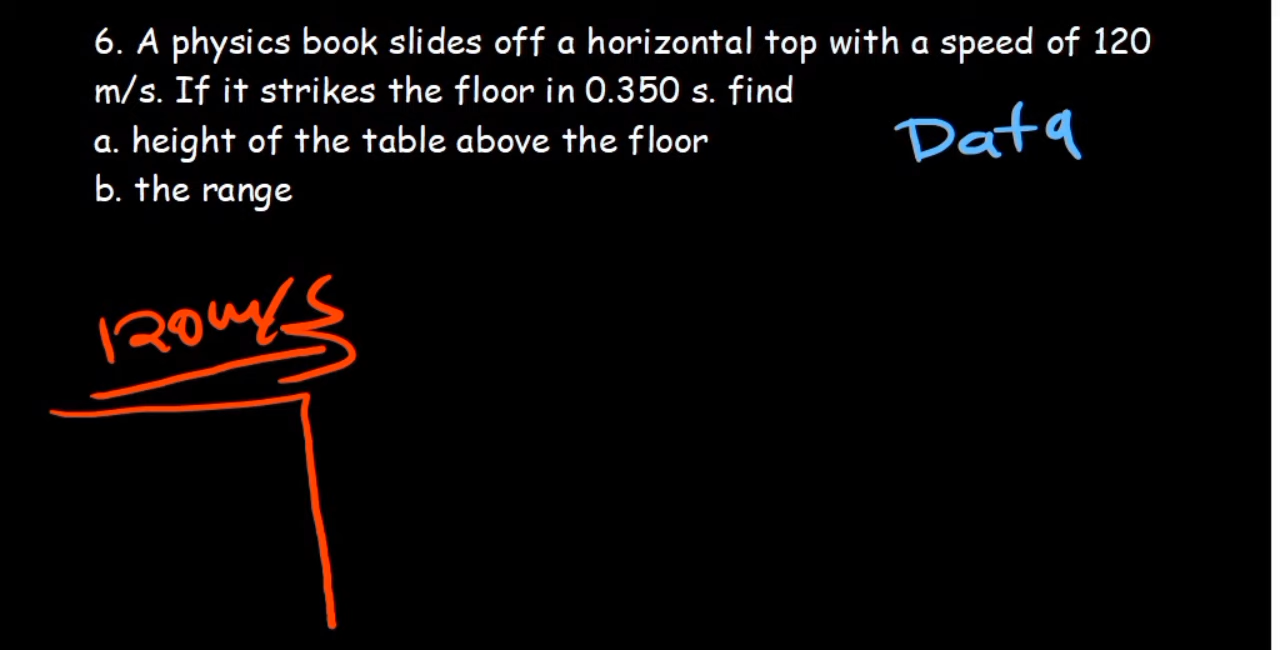 6. A physics book slides off a horizontal top with a speed of 120
m/s. If it strikes the floor in 0.350 s. find
a. height of the table above the floor
b. the range
Data
120m/s